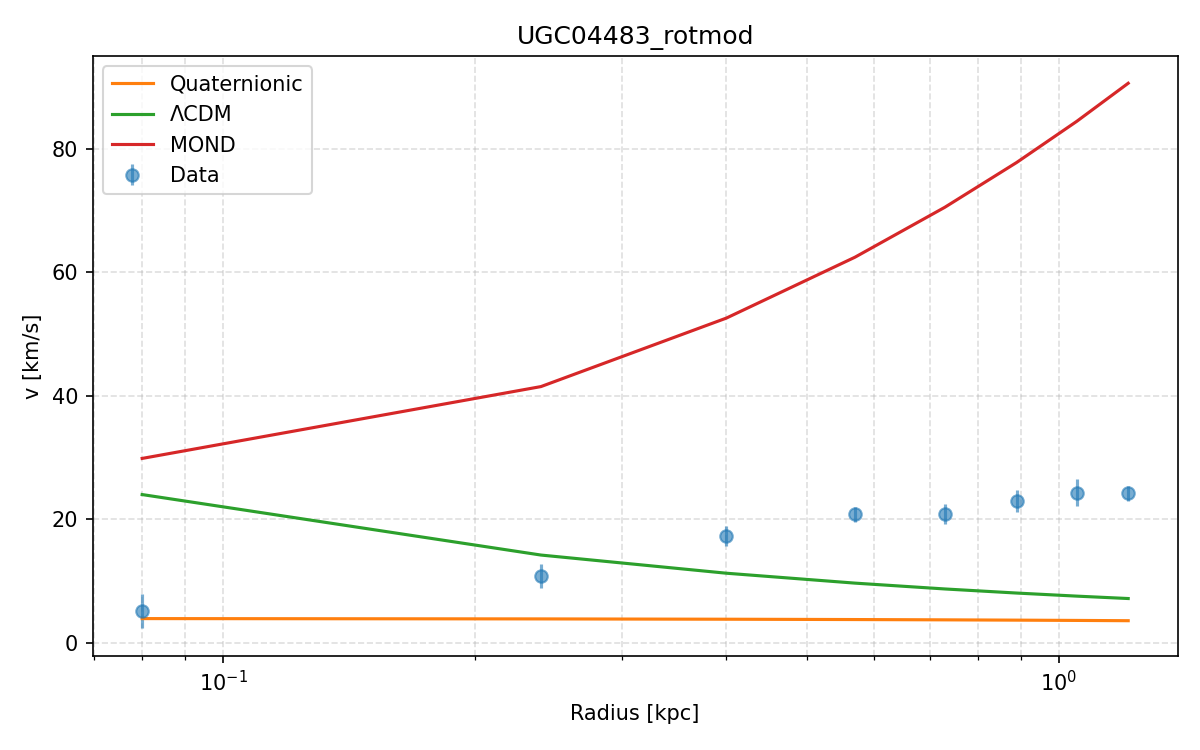 UGC04483_rotmod
Quaternionic
ΛCDM
MOND
Data
80
60
40
20
0
v [km/s]
10⁻¹
10⁰
Radius [kpc]